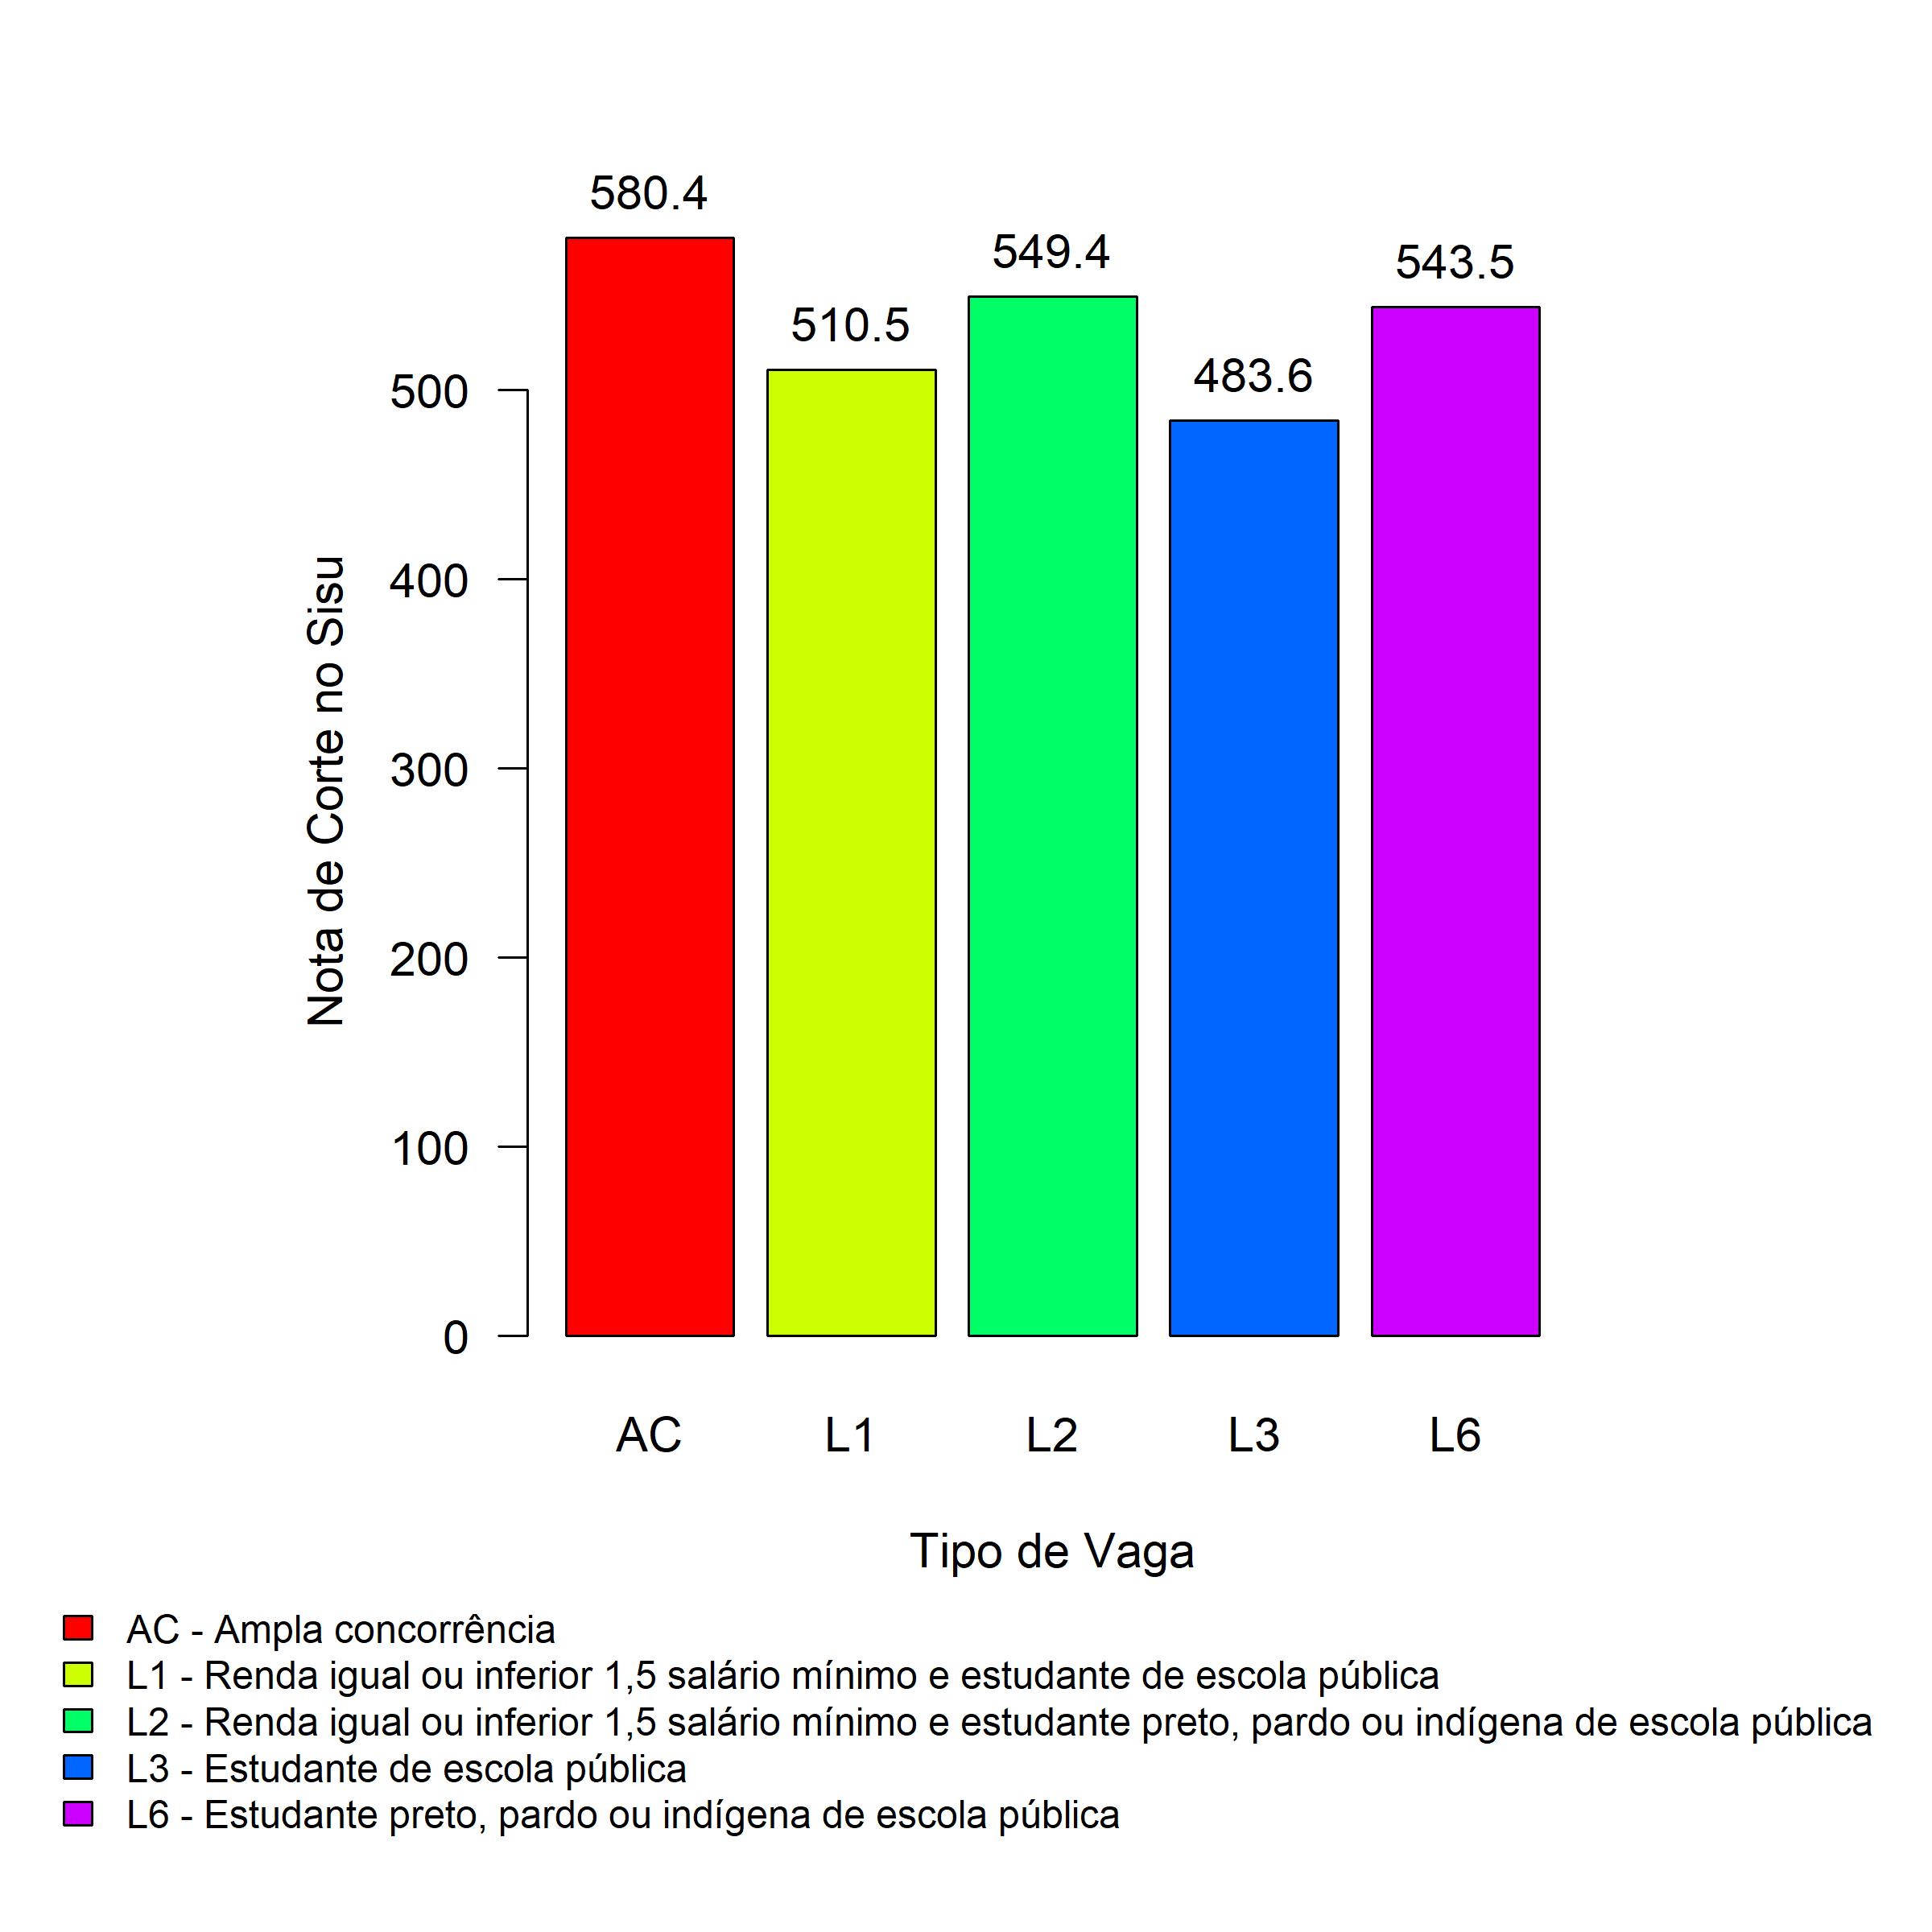 580.4
549.4
543.5
510.5
483.6
500
400
300
200
100
0
Nota de Corte no Sisu
AC L1 L2 L3 L6
Tipo de Vaga
AC - Ampla concorrência
L1 - Renda igual ou inferior 1,5 salário mínimo e estudante de escola pública
L2 - Renda igual ou inferior 1,5 salário mínimo e estudante preto, pardo ou indígena de escola pública
L3 - Estudante de escola pública
L6 - Estudante preto, pardo ou indígena de escola pública